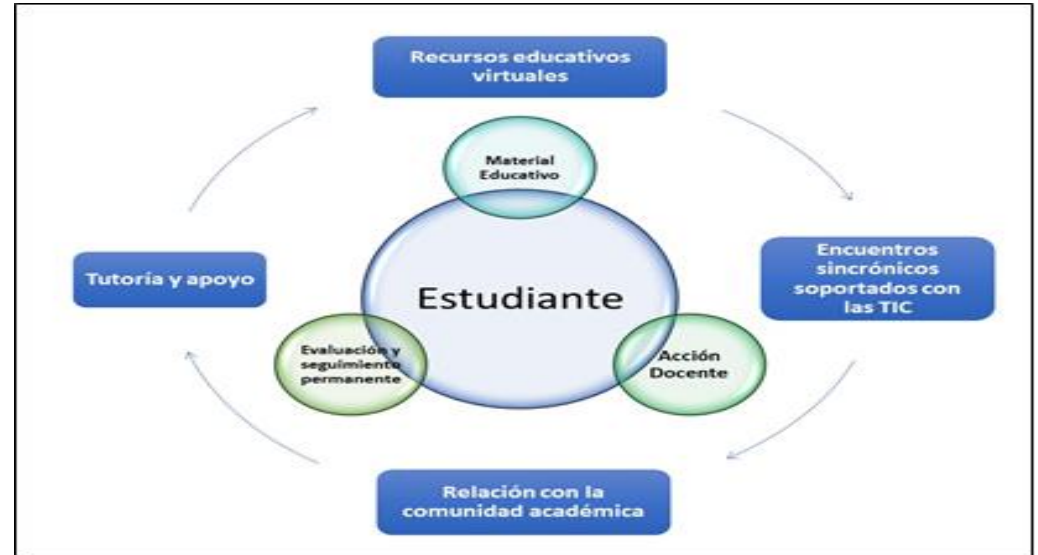 Recursos educativos
virtuales
Material
Educativo
Tutoría y apoyo
Encuentros
sincrónicos
soportados con
las TIC
Estudiante
Evaluación y
seguimiento
permanente
Acción
Docente
Relación con la
comunidad académica